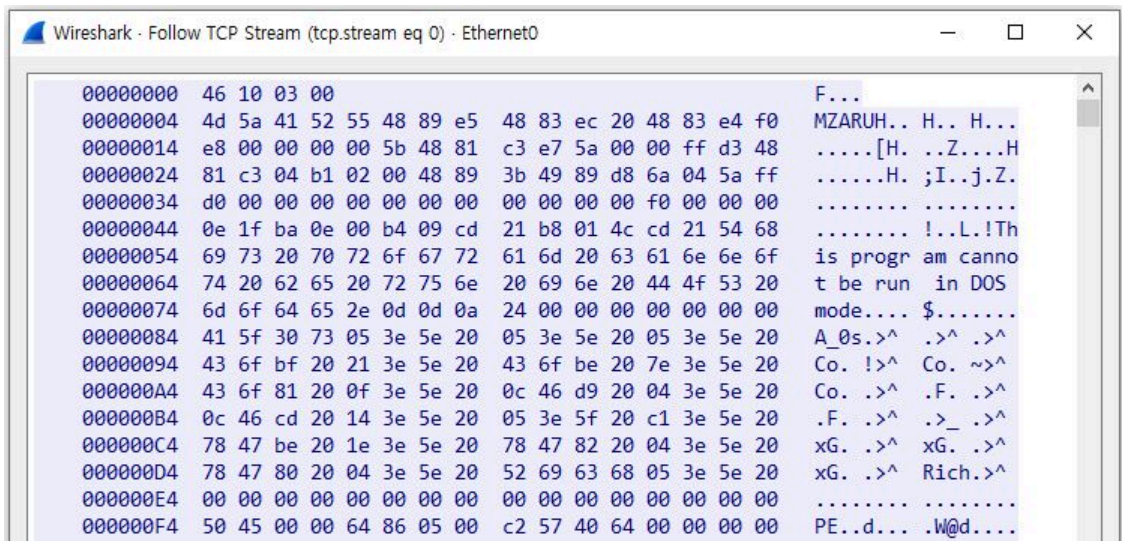 Wireshark · Follow TCP Stream (tcp.stream eq 0) · Ethernet0
00000000 46 10 03 00 F...
00000004 4d 5a 41 52 55 48 89 e5 48 83 ec 20 48 83 e4 f0 MZARUH.. H.. H...
00000014 e8 00 00 00 00 5b 48 81 c3 e7 5a 00 00 ff d3 48 .....[H. ..Z....H
00000024 81 c3 04 b1 02 00 48 89 3b 49 89 d8 6a 04 5a ff ......H. ;I..j.Z.
00000034 d0 00 00 00 00 00 00 00 00 00 00 00 f0 00 00 00 ........ ........
00000044 0e 1f ba 0e 00 b4 09 cd 21 b8 01 4c cd 21 54 68 ........ !..L.!Th
00000054 69 73 20 70 72 6f 67 72 61 6d 20 63 61 6e 6e 6f is progr am canno
00000064 74 20 62 65 20 72 75 6e 20 69 6e 20 44 4f 53 20 t be run  in DOS
00000074 6d 6f 64 65 2e 0d 0d 0a 24 00 00 00 00 00 00 00 mode.... $.......
00000084 41 5f 30 73 05 3e 5e 20 05 3e 5e 20 05 3e 5e 20 A_0s.>^ .>^ .>^
00000094 43 6f bf 20 21 3e 5e 20 43 6f be 20 7e 3e 5e 20 Co. !>^ Co. ~>^
000000A4 43 6f 81 20 0f 3e 5e 20 0c 46 d9 20 04 3e 5e 20 Co. .>^ .F. .>^
000000B4 0c 46 cd 20 14 3e 5e 20 05 3e 5f 20 c1 3e 5e 20 .F. .>^ .>_ .>^
000000C4 78 47 be 20 1e 3e 5e 20 78 47 82 20 04 3e 5e 20 xG. .>^ xG. .>^
000000D4 78 47 80 20 04 3e 5e 20 52 69 63 68 05 3e 5e 20 xG. .>^ Rich.>^
000000E4 00 00 00 00 00 00 00 00 00 00 00 00 00 00 00 00 ........ ........
000000F4 50 45 00 00 64 86 05 00 c2 57 40 64 00 00 00 00 PE..d... .W@d....